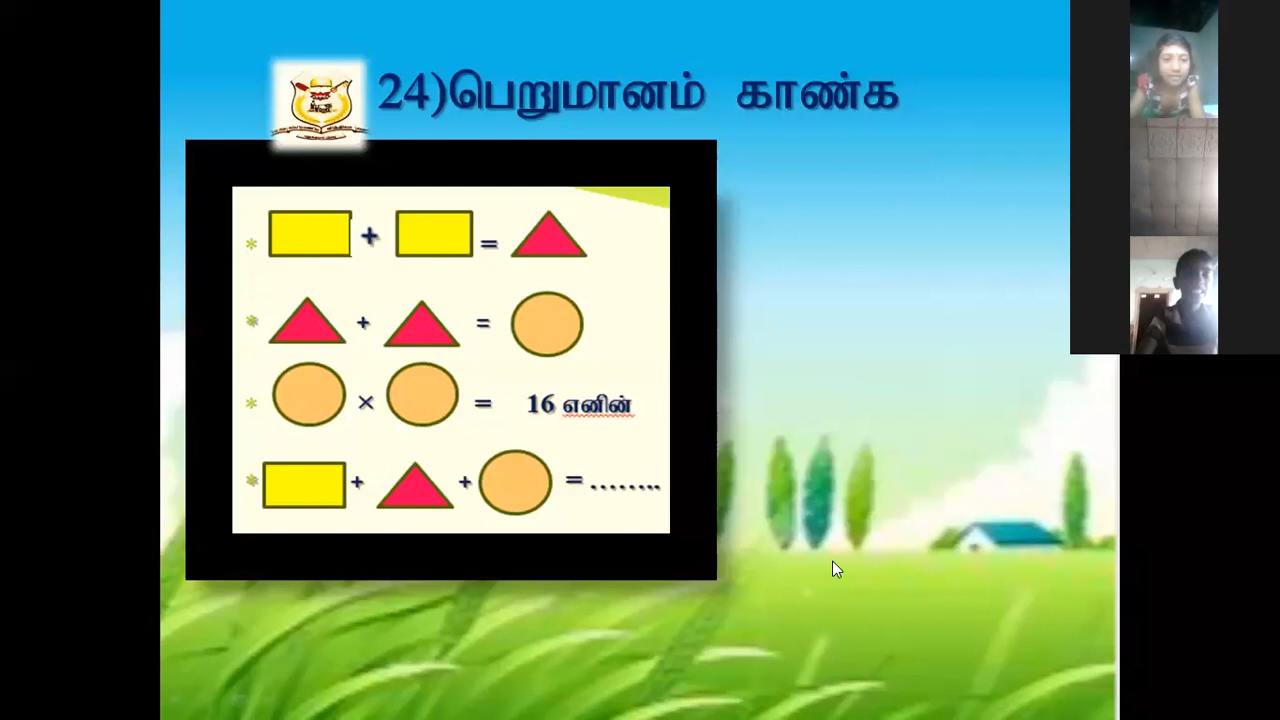 24)பெறுமானம் காண்க
* + =
* + =
* × = 16 எனின்
* + + = ........